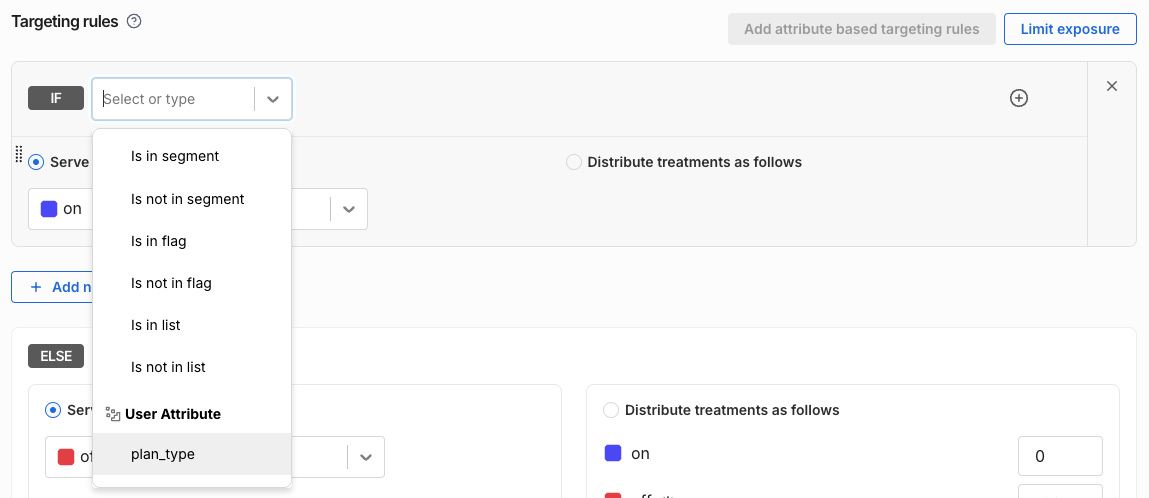 Targeting rules
Add attribute based targeting rules
Limit exposure
IF
Select or type
Is in segment
Is not in segment
Is in flag
Is not in flag
Is in list
Is not in list
User Attribute
plan_type
Serve
Distribute treatments as follows
on
+ Add n
ELSE
Serv
Distribute treatments as follows
on
0